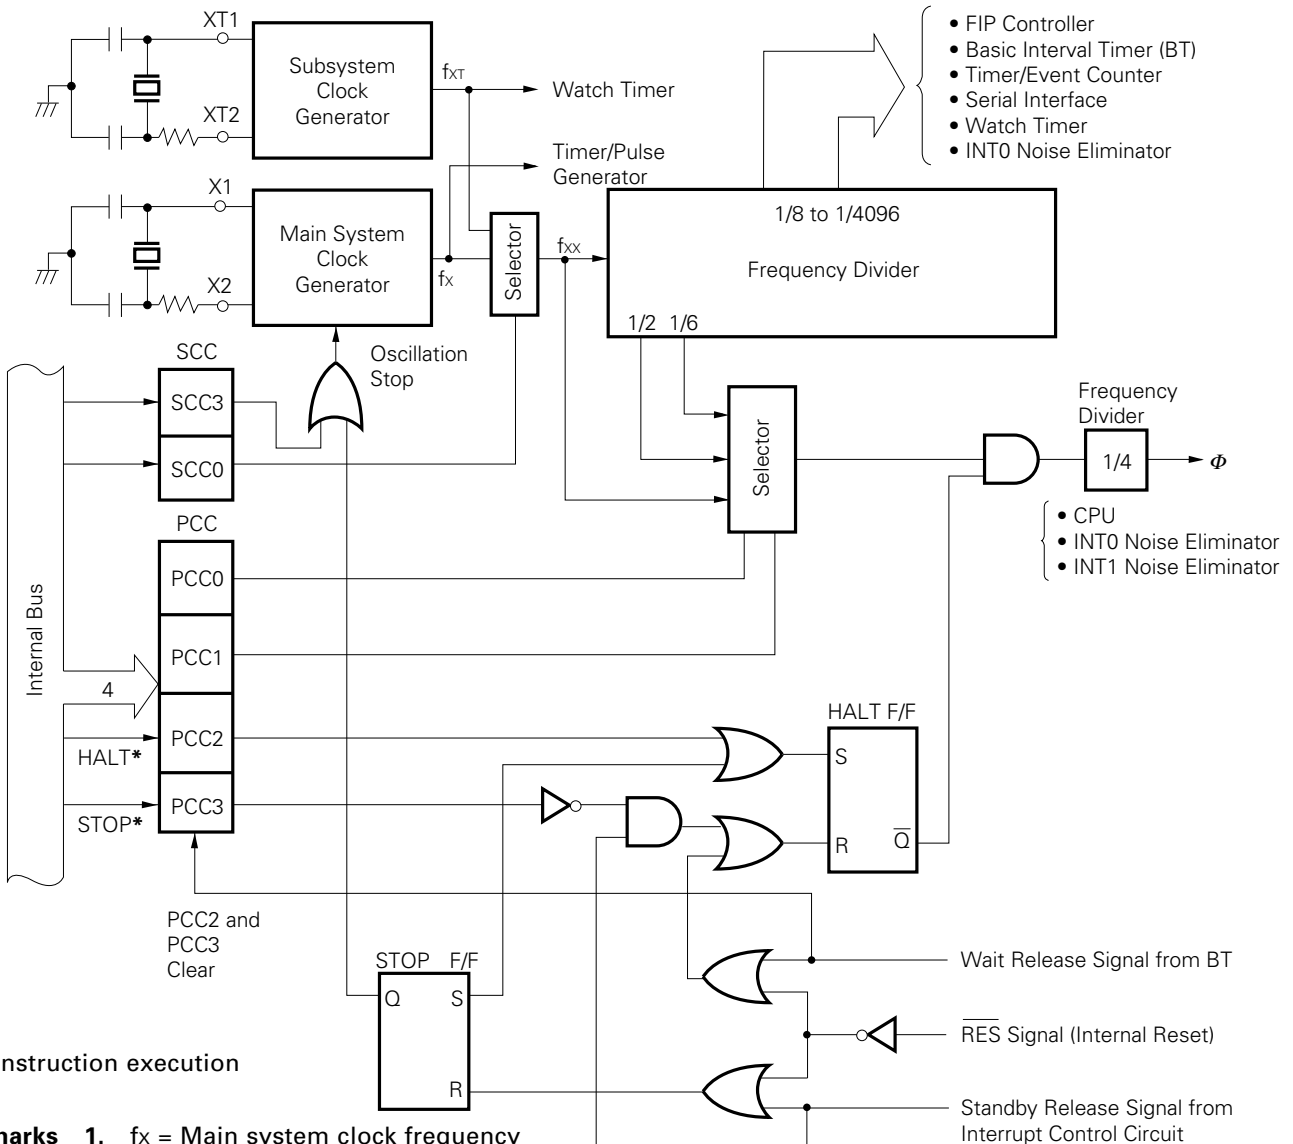 XT1
XT2
Subsystem
Clock
Generator
fXT
Watch Timer
Timer/Pulse
Generator
• FIP Controller
• Basic Interval Timer (BT)
• Timer/Event Counter
• Serial Interface
• Watch Timer
• INT0 Noise Eliminator
X1
X2
Main System
Clock
Generator
fX
Selector
fXX
1/8 to 1/4096
Frequency Divider
1/2 1/6
Oscillation
Stop
SCC
SCC3
SCC0
Selector
Frequency
Divider
1/4
Φ
• CPU
• INT0 Noise Eliminator
• INT1 Noise Eliminator
PCC
PCC0
PCC1
PCC2
PCC3
Internal Bus
4
HALT*
STOP*
HALT F/F
S
R
Q̅
PCC2 and
PCC3
Clear
STOP F/F
Q
S
R
Wait Release Signal from BT
R̅E̅S̅ Signal (Internal Reset)
Standby Release Signal from
Interrupt Control Circuit
nstruction execution
narks 1. fX = Main system clock frequency